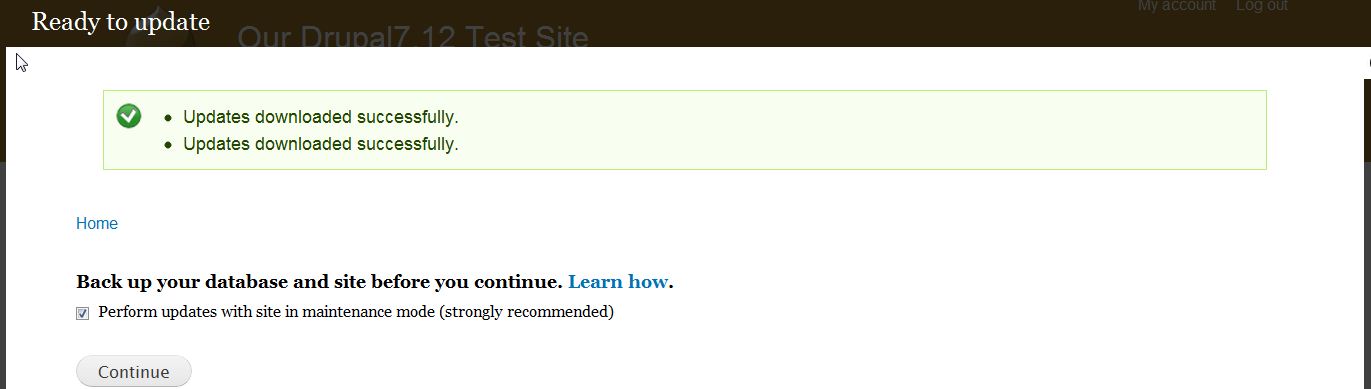 My account Log out
Ready to update
Our Drupal7.12 Test Site
Updates downloaded successfully.
Updates downloaded successfully.
Home
Back up your database and site before you continue. Learn how.
Perform updates with site in maintenance mode (strongly recommended)
Continue